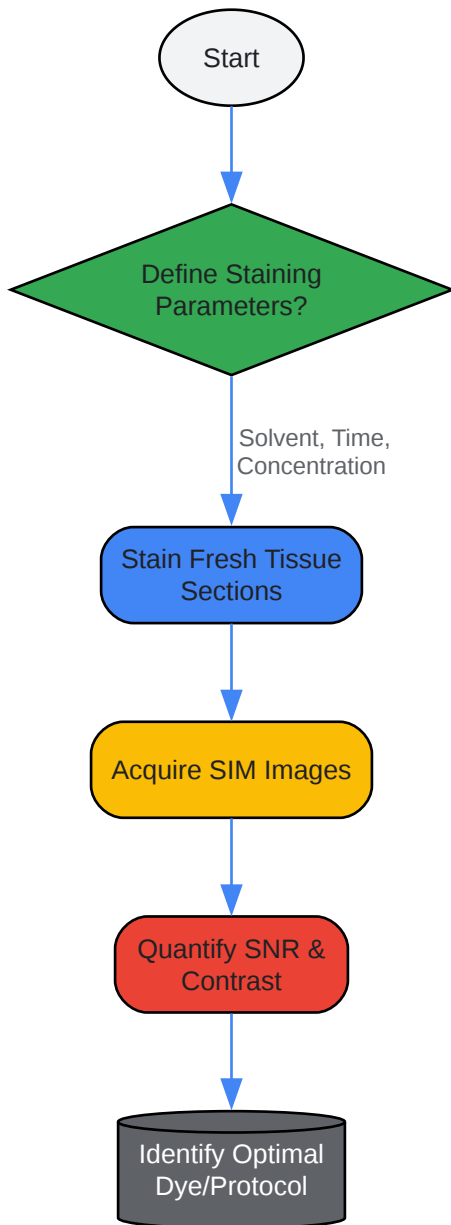 Start
Define Staining
Parameters?
Solvent, Time,
Concentration
Stain Fresh Tissue
Sections
Acquire SIM Images
Quantify SNR &
Contrast
Identify Optimal
Dye/Protocol